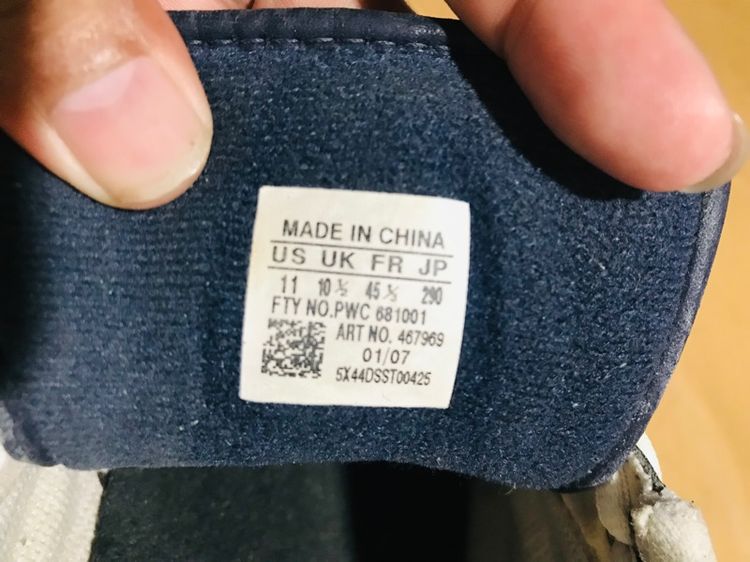 MADE IN CHINA
US UK FR JP
11 10½ 45⅓ 290
FTY NO.PWC 681001
ART NO. 467969
01/07
5X44DSST00425